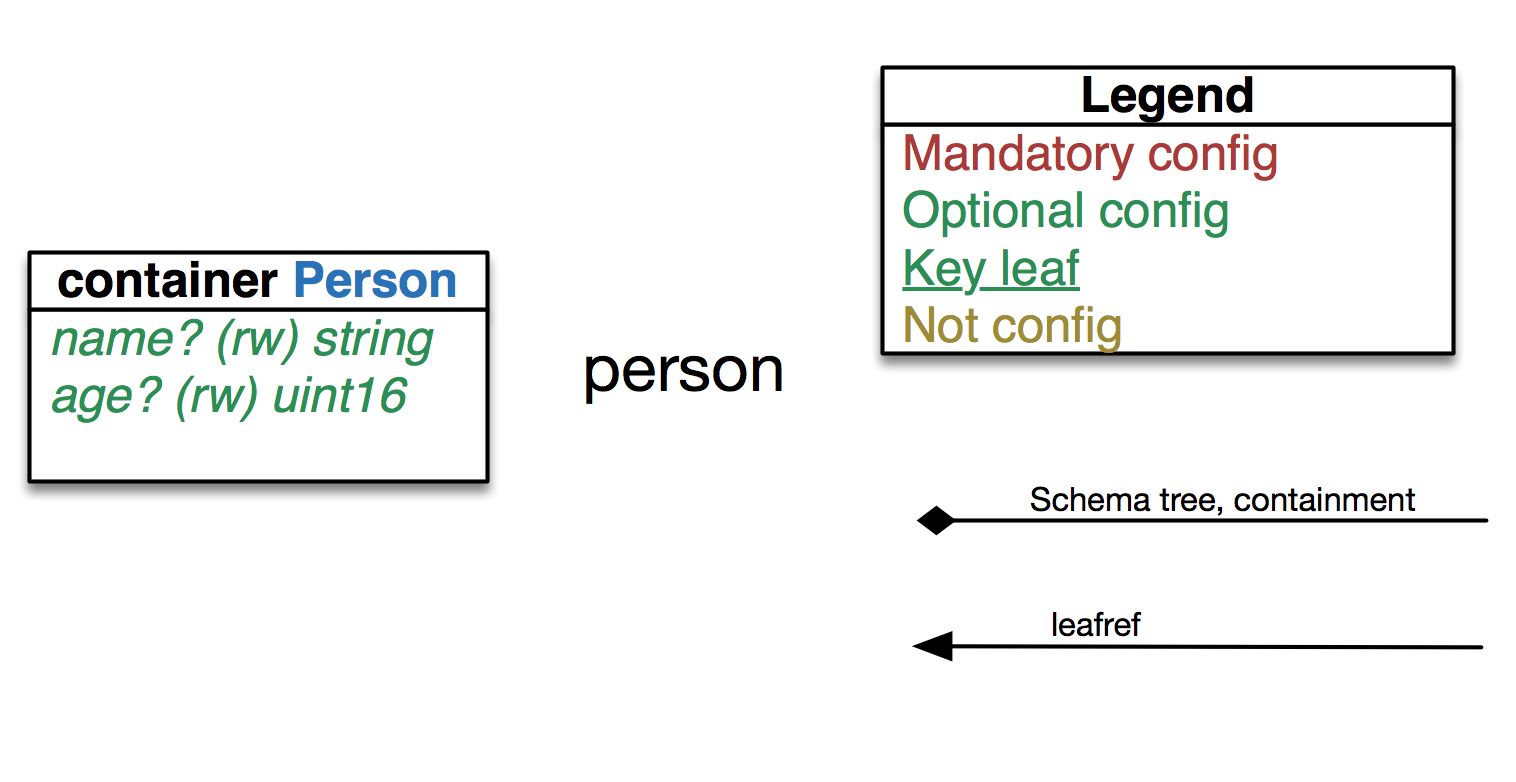 container Person
name? (rw) string
age? (rw) uint16
person
Legend
Mandatory config
Optional config
Key leaf
Not config
Schema tree, containment
leafref